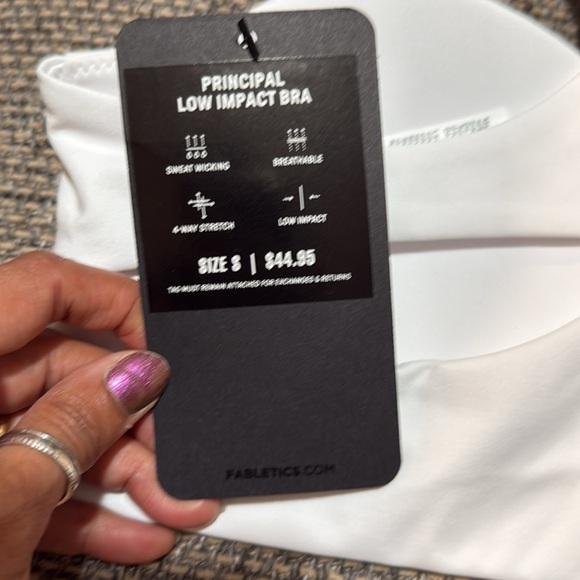 PRINCIPAL
LOW IMPACT BRA
SWEAT WICKING
BREATHABLE
4-WAY STRETCH
LOW IMPACT
SIZE S | $44.95
TAG MUST REMAIN ATTACHED FOR EXCHANGES & RETURNS
FABLETICS.COM